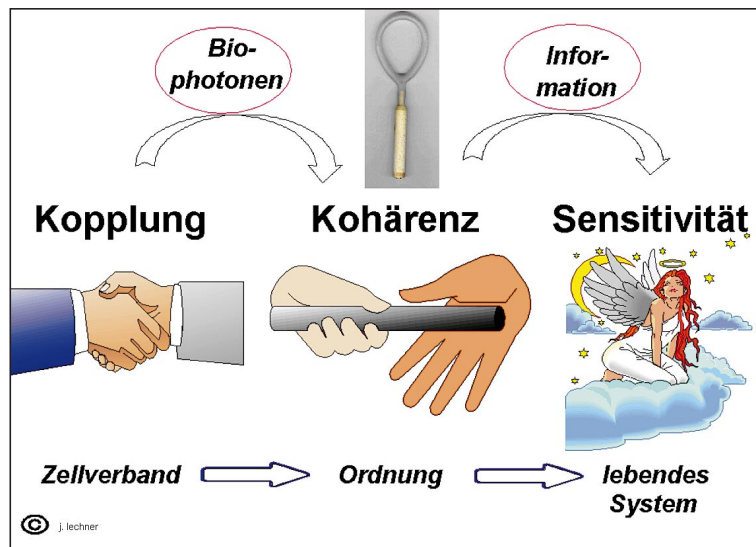 Bio-
photonen
Infor-
mation
Kopplung
Kohärenz
Sensitivität
Zellverband
Ordnung
lebendes
System
© j. lechner